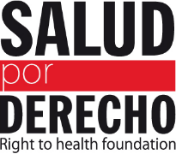 SALUD
por
DERECHO
Right to health foundation